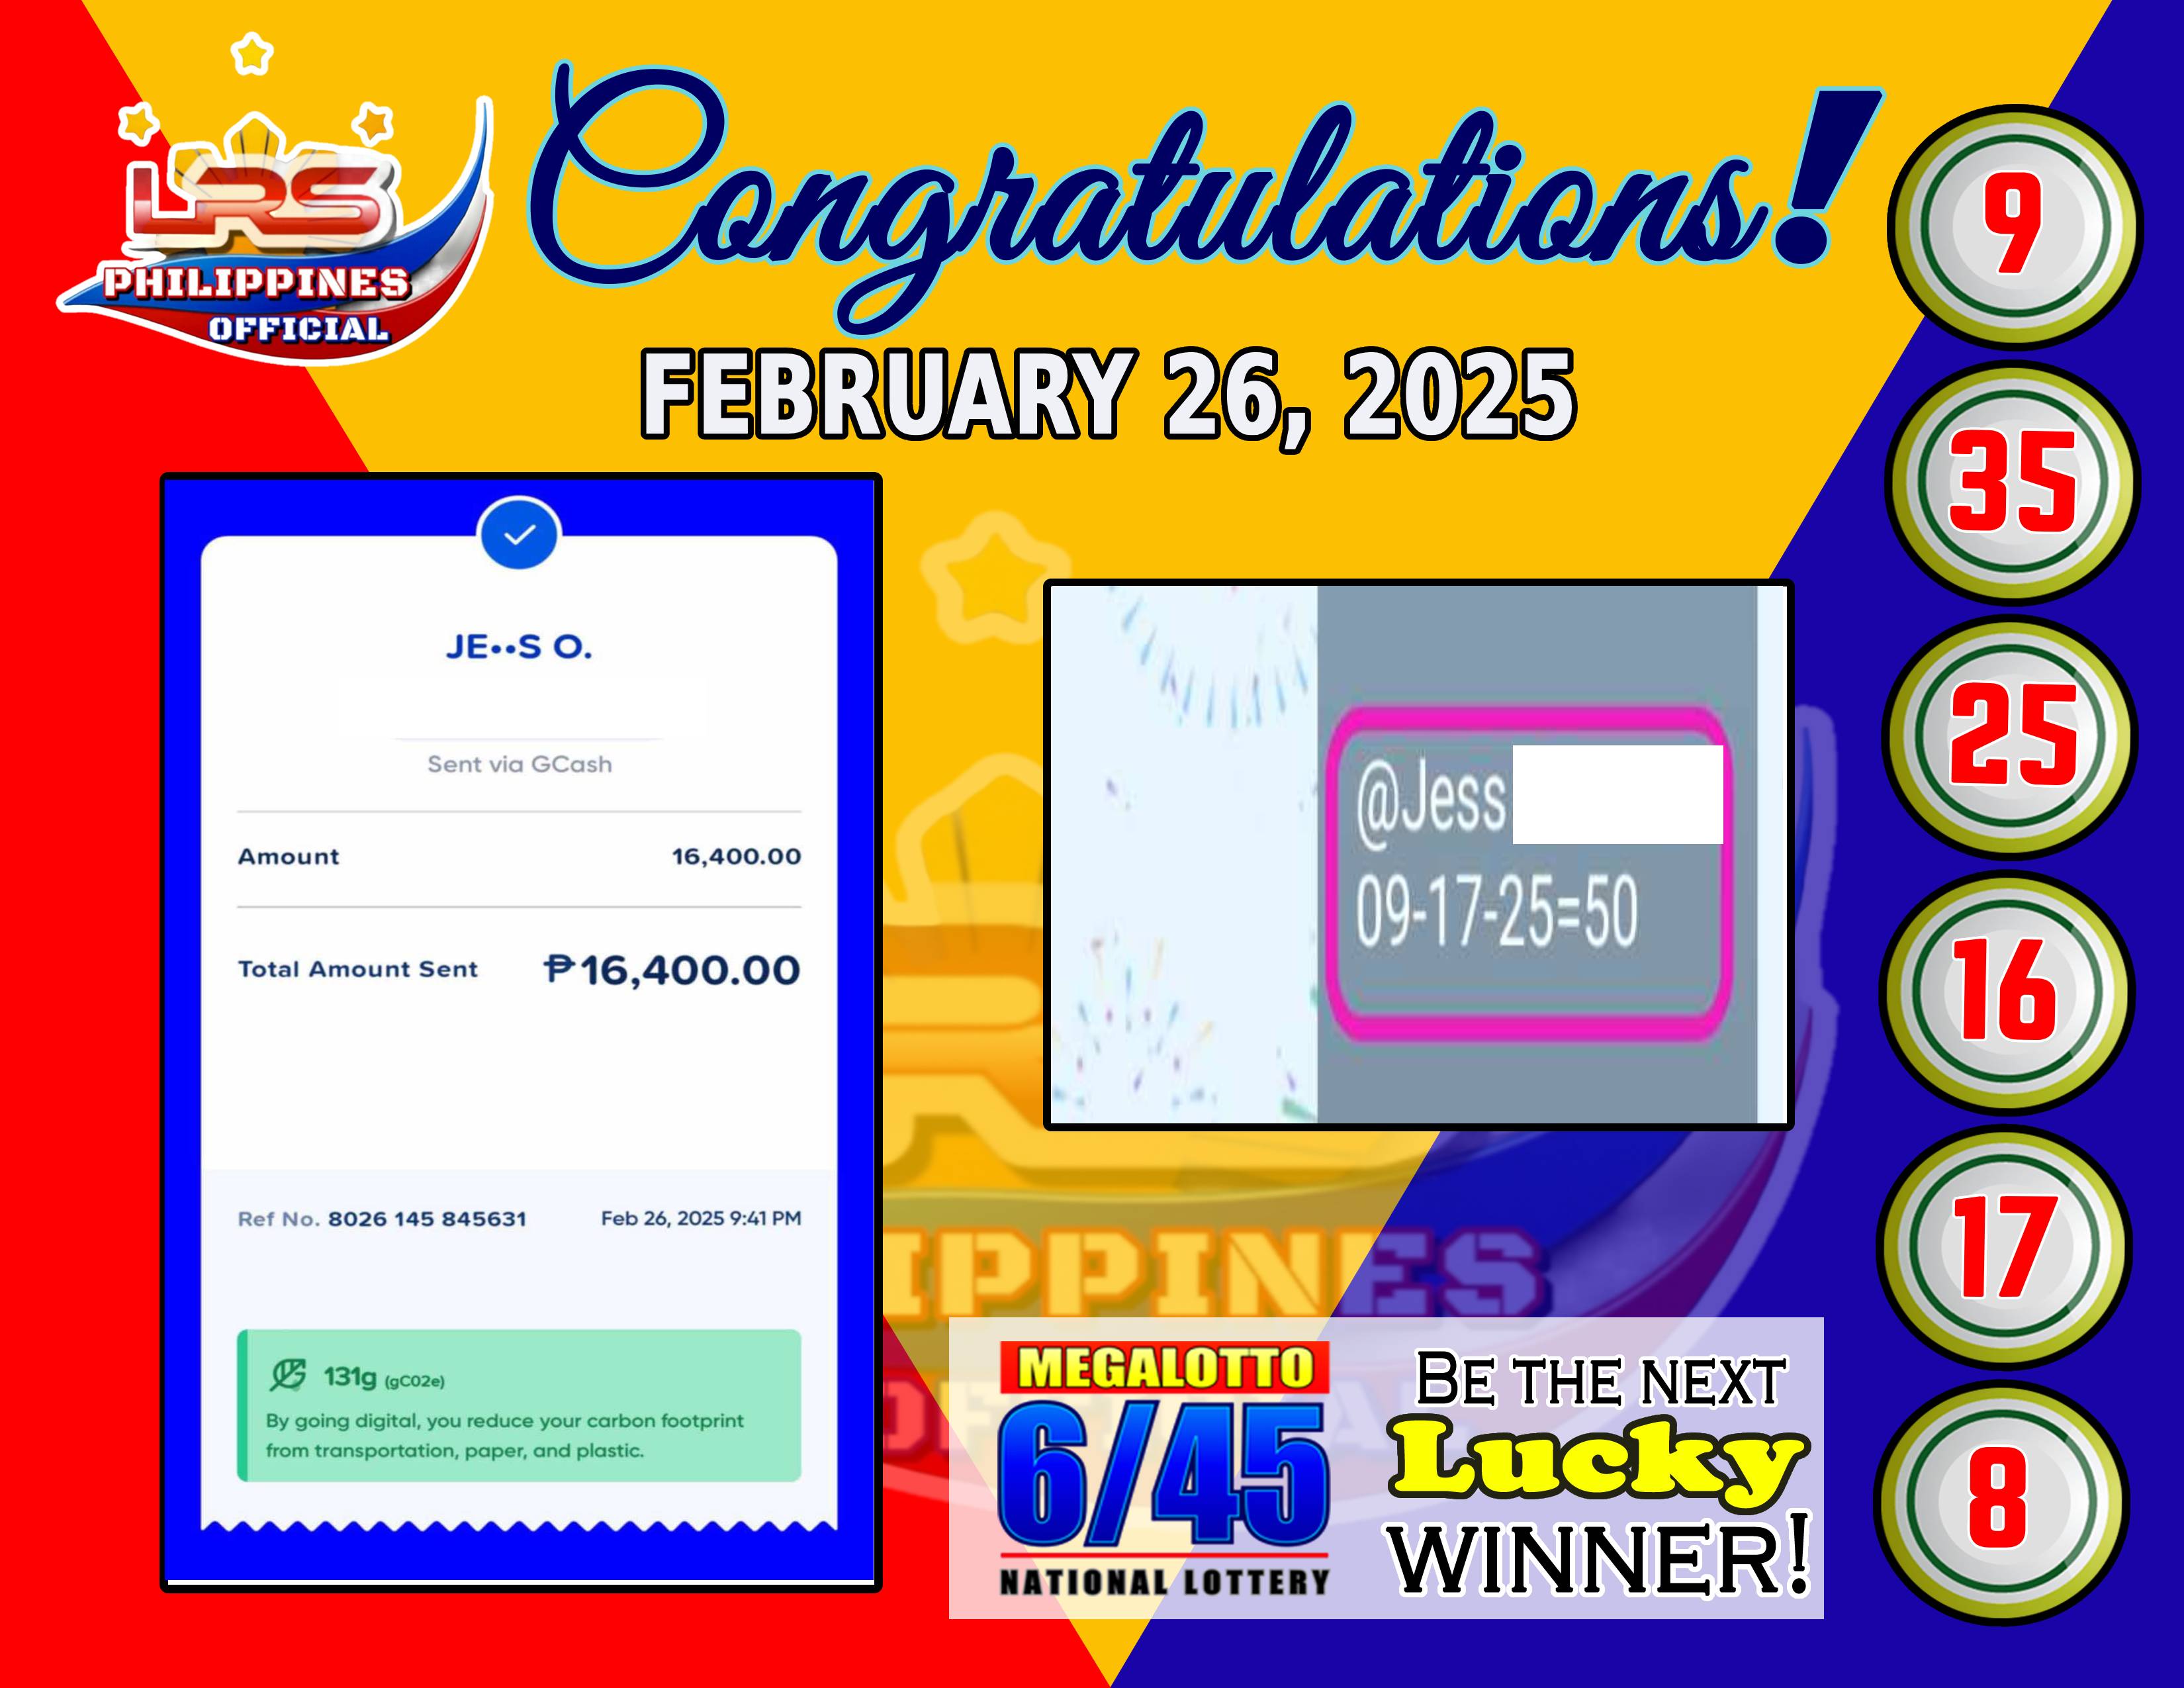 LRS
PHILIPPINES
OFFICIAL
Congratulations!
FEBRUARY 26, 2025
JE••S O.
Sent via GCash
Amount 16,400.00
Total Amount Sent ₱16,400.00
Ref No. 8026 145 845631 Feb 26, 2025 9:41 PM
131g (gC02e)
By going digital, you reduce your carbon footprint
from transportation, paper, and plastic.
@Jess
09-17-25=50
IPPINES
MEGALOTTO
6/45
NATIONAL LOTTERY
BE THE NEXT
Lucky
WINNER!
9
35
25
16
17
8